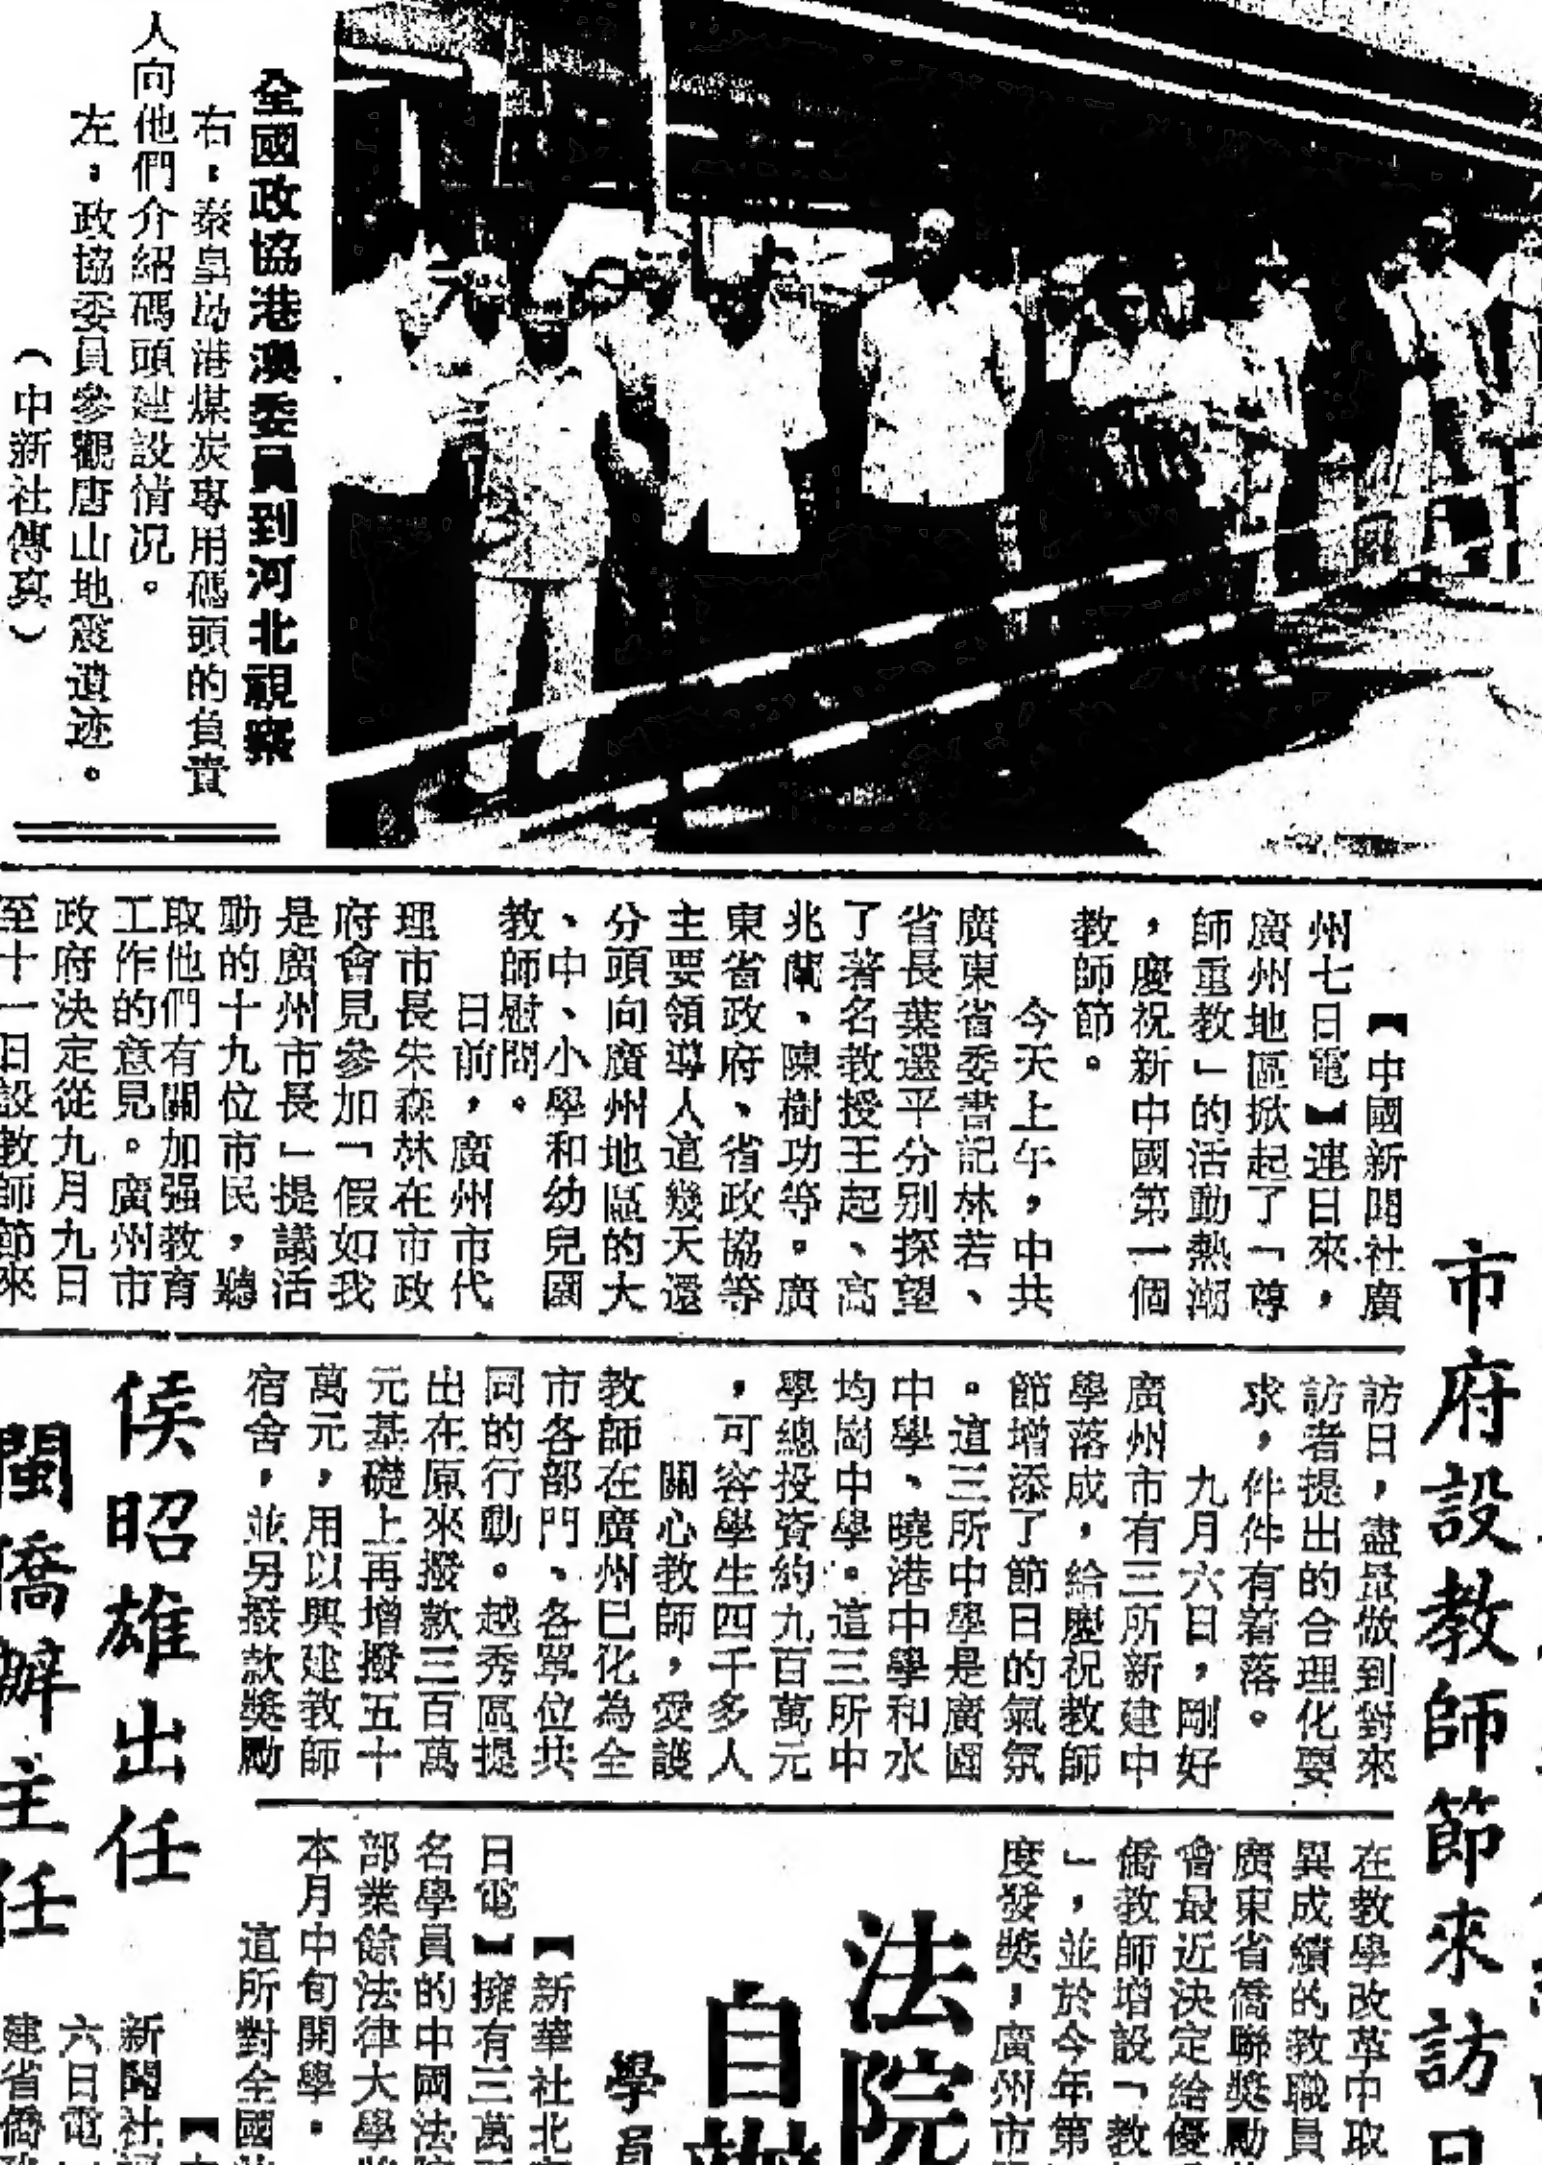 全國政協港澳委員到河北視察
右：秦皇島港煤炭專用碼頭的負責
人向他們介紹碼頭建設情况。
左：政協委員參觀唐山地震遺迹。
（中新社傳真）
市府設教師節來訪日
【中國新聞社廣
州七日電】連日來，
廣州地區掀起了「尊
師重教」的活動熱潮
，慶祝新中國第一個
教師節。
今天上午，中共
廣東省委書記林若、
省長葉選平分别探望
了著名教授王起、高
兆蘭、陳樹功等。廣
東省政府、省政協等
主要領導人這幾天還
分頭向廣州地區的大
、中、小學和幼兒園
教師慰問。
日前，廣州市代
理市長朱森林在市政
府會見參加「假如我
是廣州市長」提議活
動的十九位市民，聽
取他們有關加强教育
工作的意見。廣州市
政府決定從九月九日
至十一日設教師節來
訪日，盡量做到對來
訪者提出的合理化要
求，件件有着落。
九月六日，剛好
廣州市有三所新建中
學落成，給慶祝教師
節增添了節日的氣氛
。這三所中學是廣園
中學、曉港中學和水
均崗中學。這三所中
學總投資約九百萬元
，可容學生四千多人
關心教師，愛護
教師在廣州已化為全
市各部門、各單位共
同的行動。越秀區提
出在原來撥款三百萬
元基礎上再增撥五十
萬元，用以興建教師
宿舍，並另撥款獎勵
在教學改革中取
異成績的教職員
廣東省僑聯獎勵
會最近決定給優
僑教師增設「教
」，並於今年第
度發獎，廣州市
法院
自
學員
【新華社北
日電】擁有三萬
名學員的中國法院
部業餘法律大學
本月中旬開學。
這所對全國
侯昭雄出任
閩僑辦主任
新聞社
六日電
建省僑